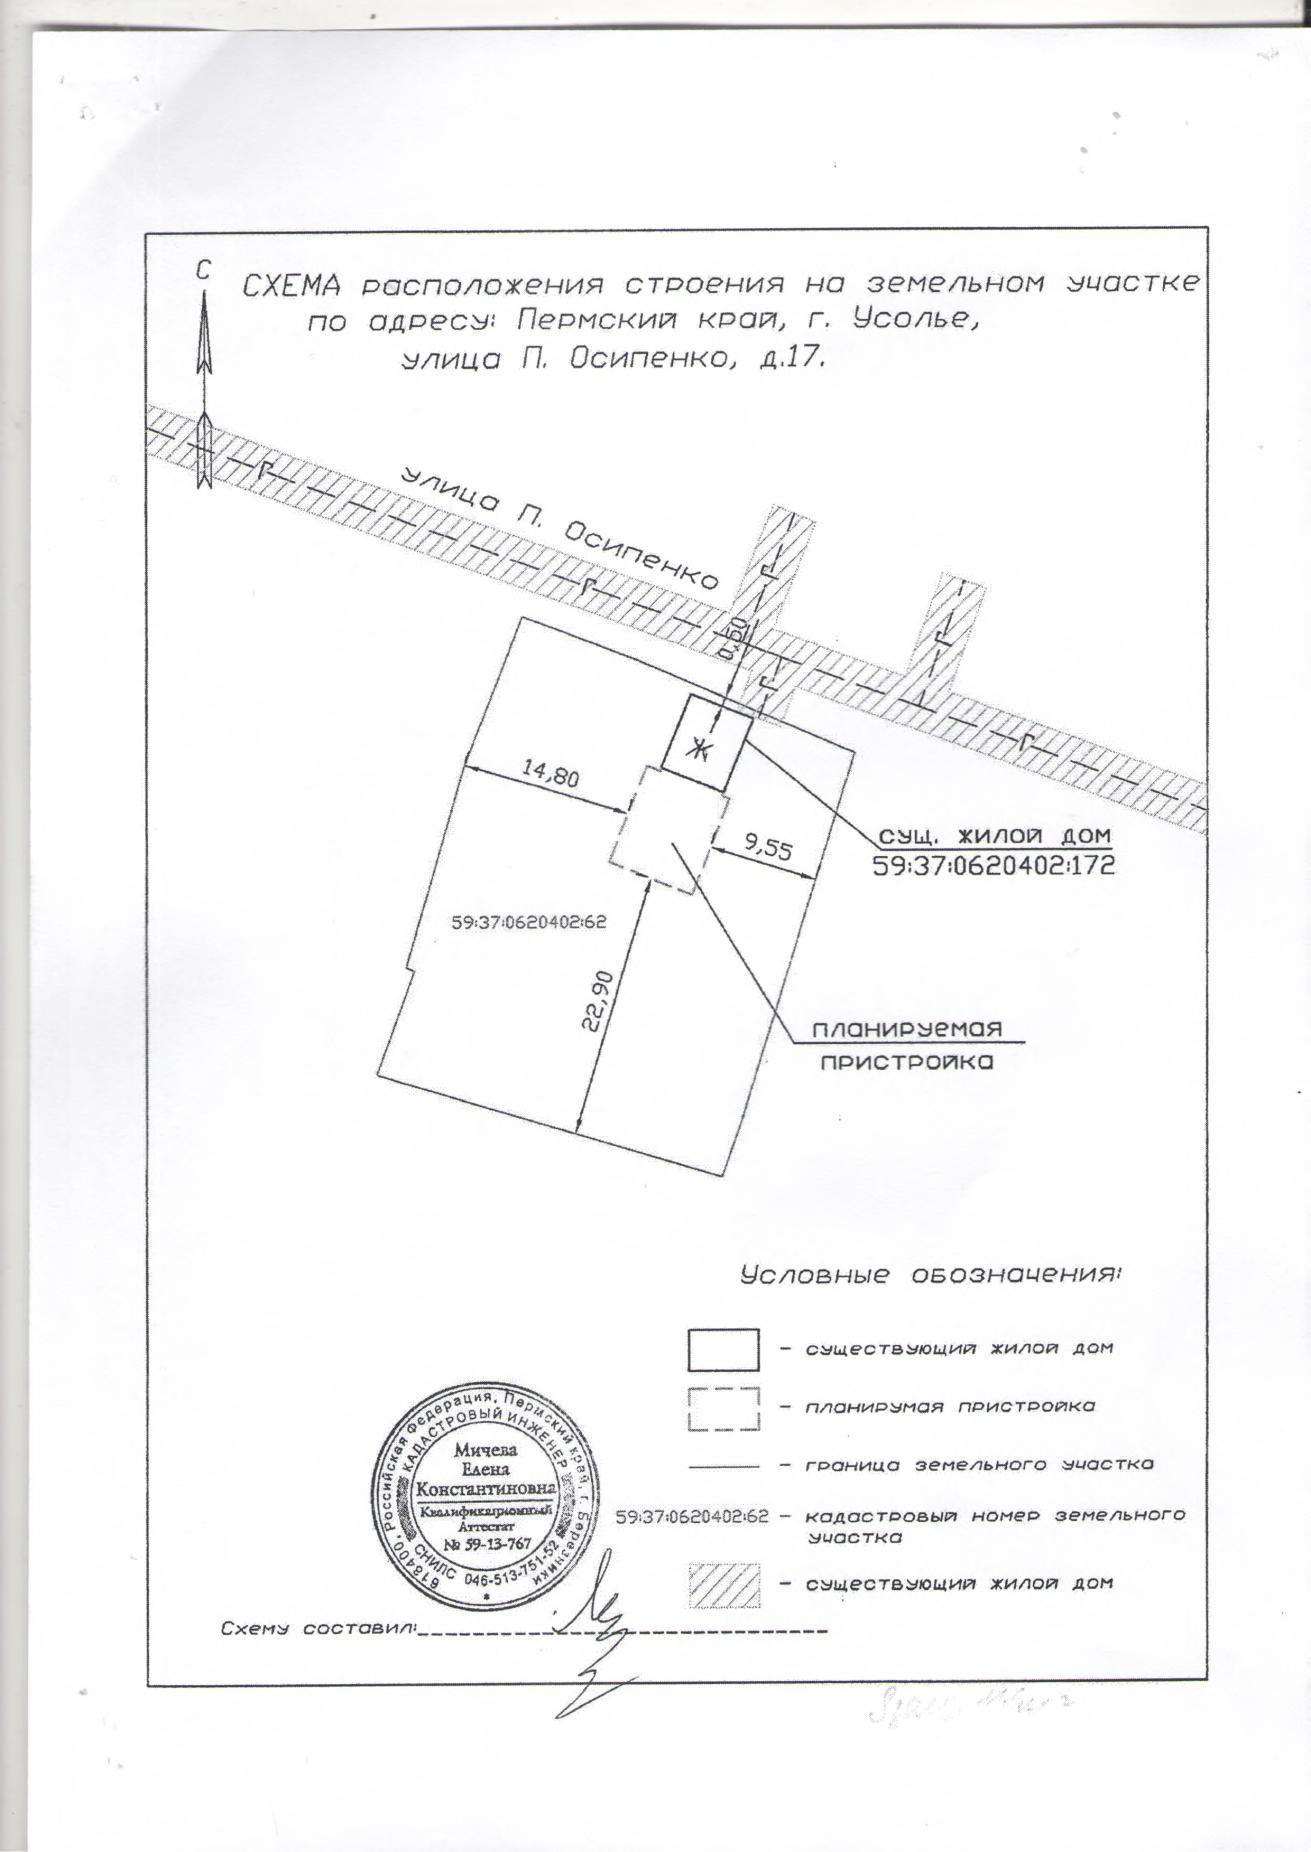 С
СХЕМА расположения строения на земельном участке
по адресу: Пермский край, г. Усолье,
улица П. Осипенко, д.17.
Г
улица П. Осипенко
Г
Г
Г
0,60
Г
Г
Ж
14,80
9,55
сущ. жилой дом
59:37:0620402:172
59:37:0620402:62
22,90
планируемая
пристройка
Условные обозначения:
- существующий жилой дом
- планирумая пристройка
- граница земельного участка
59:37:0620402:62 - кадастровый номер земельного
участка
- существующий жилой дом
618400, Российская Федерация, Пермский край, г. Березники
КАДАСТРОВЫЙ ИНЖЕНЕР
Мичева
Елена
Константиновна
Квалификационный
Аттестат
№ 59-13-767
СНИЛС 046-513-751-52
Схему составил: